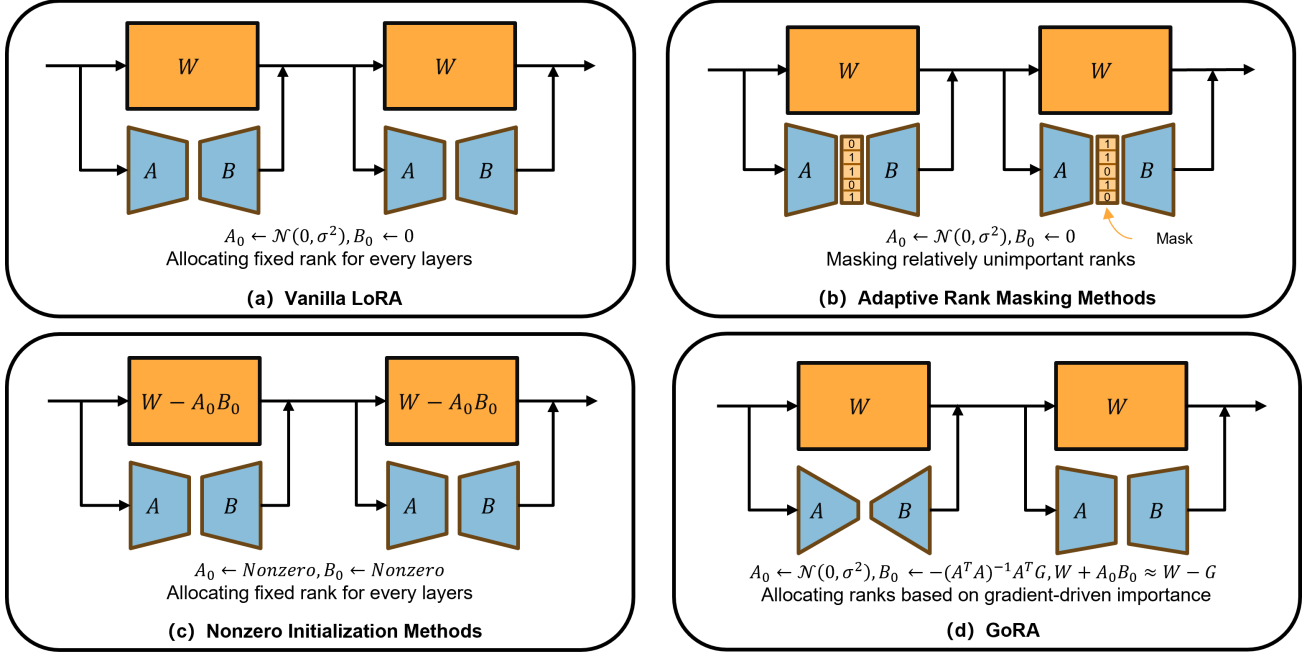 W
W
A
B
A
B
A₀ ← 𝒩(0, σ²), B₀ ← 0
Allocating fixed rank for every layers
(a) Vanilla LoRA
W
W
A
0
1
1
0
1
B
A
1
1
0
1
0
B
A₀ ← 𝒩(0, σ²), B₀ ← 0
Mask
Masking relatively unimportant ranks
(b) Adaptive Rank Masking Methods
W − A₀B₀
W − A₀B₀
A
B
A
B
A₀ ← Nonzero, B₀ ← Nonzero
Allocating fixed rank for every layers
(c) Nonzero Initialization Methods
W
W
A
B
A
B
A₀ ← 𝒩(0, σ²), B₀ ← −(AᵀA)⁻¹AᵀG, W + A₀B₀ ≈ W − G
Allocating ranks based on gradient-driven importance
(d) GoRA